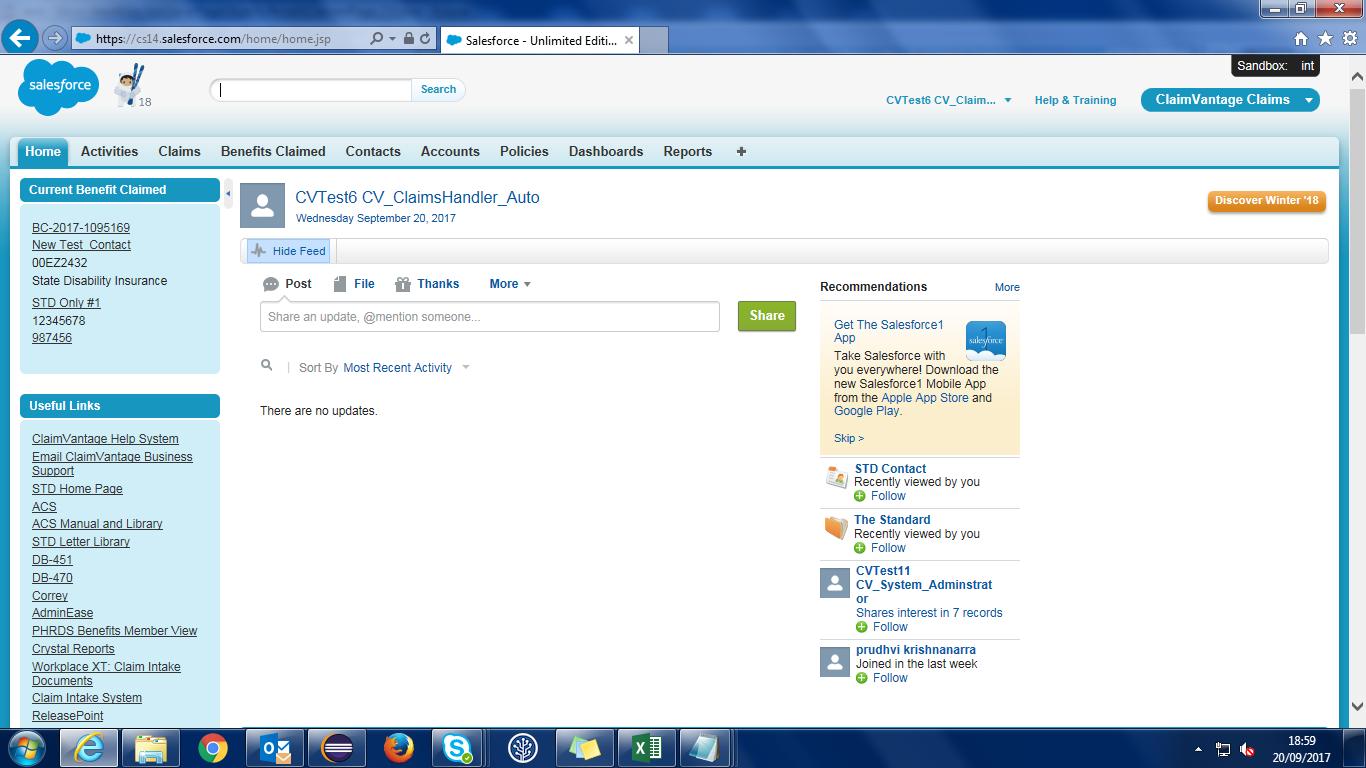 https://cs14.salesforce.com/home/home.jsp
Salesforce - Unlimited Editi...
Sandbox: int
salesforce
18
Search
CVTest6 CV_Claim...
Help & Training
ClaimVantage Claims
Home
Activities
Claims
Benefits Claimed
Contacts
Accounts
Policies
Dashboards
Reports
Current Benefit Claimed
BC-2017-1095169
New Test_Contact
00EZ2432
State Disability Insurance
STD Only #1
12345678
987456
Useful Links
ClaimVantage Help System
Email ClaimVantage Business
Support
STD Home Page
ACS
ACS Manual and Library
STD Letter Library
DB-451
DB-470
Correy
AdminEase
PHRDS Benefits Member View
Crystal Reports
Workplace XT: Claim Intake
Documents
Claim Intake System
ReleasePoint
CVTest6 CV_ClaimsHandler_Auto
Wednesday September 20, 2017
Discover Winter '18
Hide Feed
Post
File
Thanks
More
Share an update, @mention someone...
Share
Sort By Most Recent Activity
There are no updates.
Recommendations
More
Get The Salesforce1
App
salesforce
1
Take Salesforce with
you everywhere! Download the
new Salesforce1 Mobile App
from the Apple App Store and
Google Play.
Skip >
STD Contact
Recently viewed by you
Follow
The Standard
Recently viewed by you
Follow
CVTest11
CV_System_Adminstrat
or
Shares interest in 7 records
Follow
prudhvi krishnanarra
Joined in the last week
Follow
18:59
20/09/2017